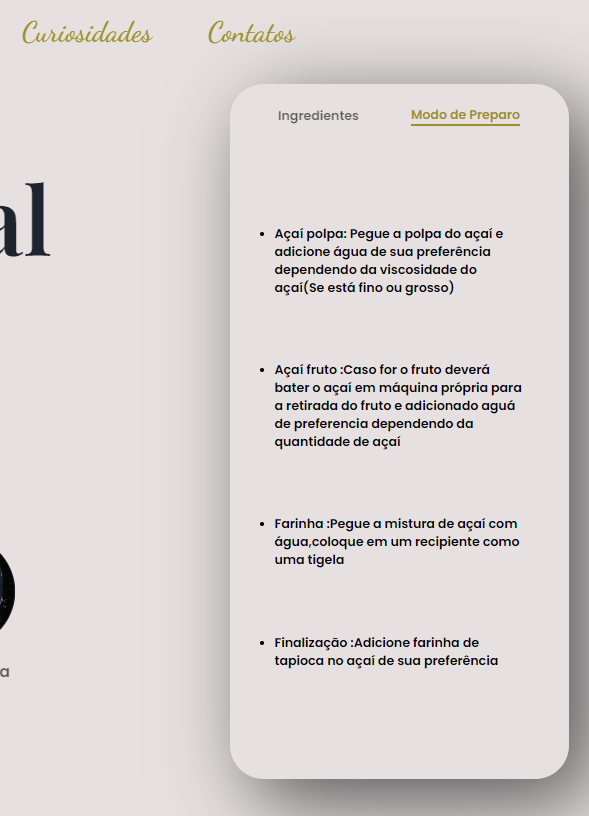 Curiosidades Contatos
Ingredientes Modo de Preparo
al
Açaí polpa: Pegue a polpa do açaí e
adicione água de sua preferência
dependendo da viscosidade do
açaí(Se está fino ou grosso)
Açaí fruto :Caso for o fruto deverá
bater o açaí em máquina própria para
a retirada do fruto e adicionado aguá
de preferencia dependendo da
quantidade de açaí
Farinha :Pegue a mistura de açaí com
água,coloque em um recipiente como
uma tigela
Finalização :Adicione farinha de
tapioca no açaí de sua preferência
a